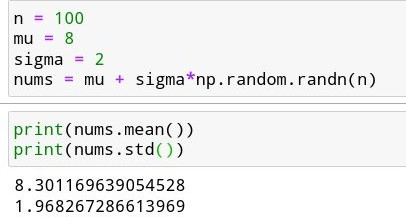 n = 100
mu = 8
sigma = 2
nums = mu + sigma*np.random.randn(n)
print(nums.mean())
print(nums.std())
8.301169639054528
1.968267286613969